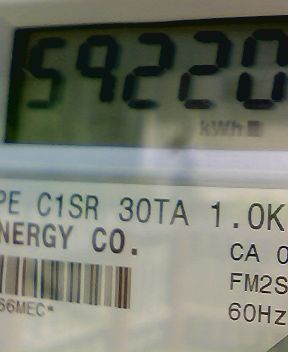 59220
kWh
PE C1SR 30TA 1.0K
NERGY CO.
CA 0
FM2S
66MEC*
60Hz